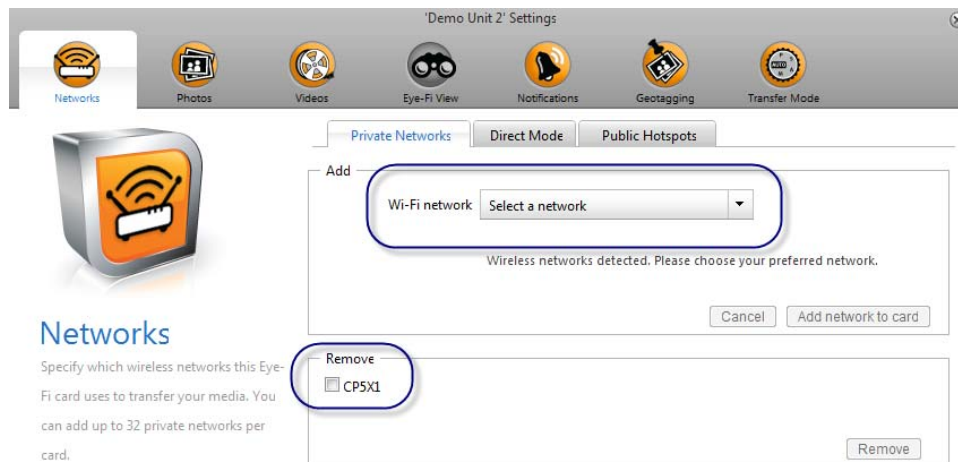 'Demo Unit 2' Settings
Networks
Photos
Videos
Eye-Fi View
Notifications
Geotagging
Transfer Mode
Private Networks
Direct Mode
Public Hotspots
Add
Wi-Fi network
Select a network
Wireless networks detected. Please choose your preferred network.
Cancel
Add network to card
Networks
Specify which wireless networks this Eye-
Fi card uses to transfer your media. You
can add up to 32 private networks per
card.
Remove
CP5X1
Remove